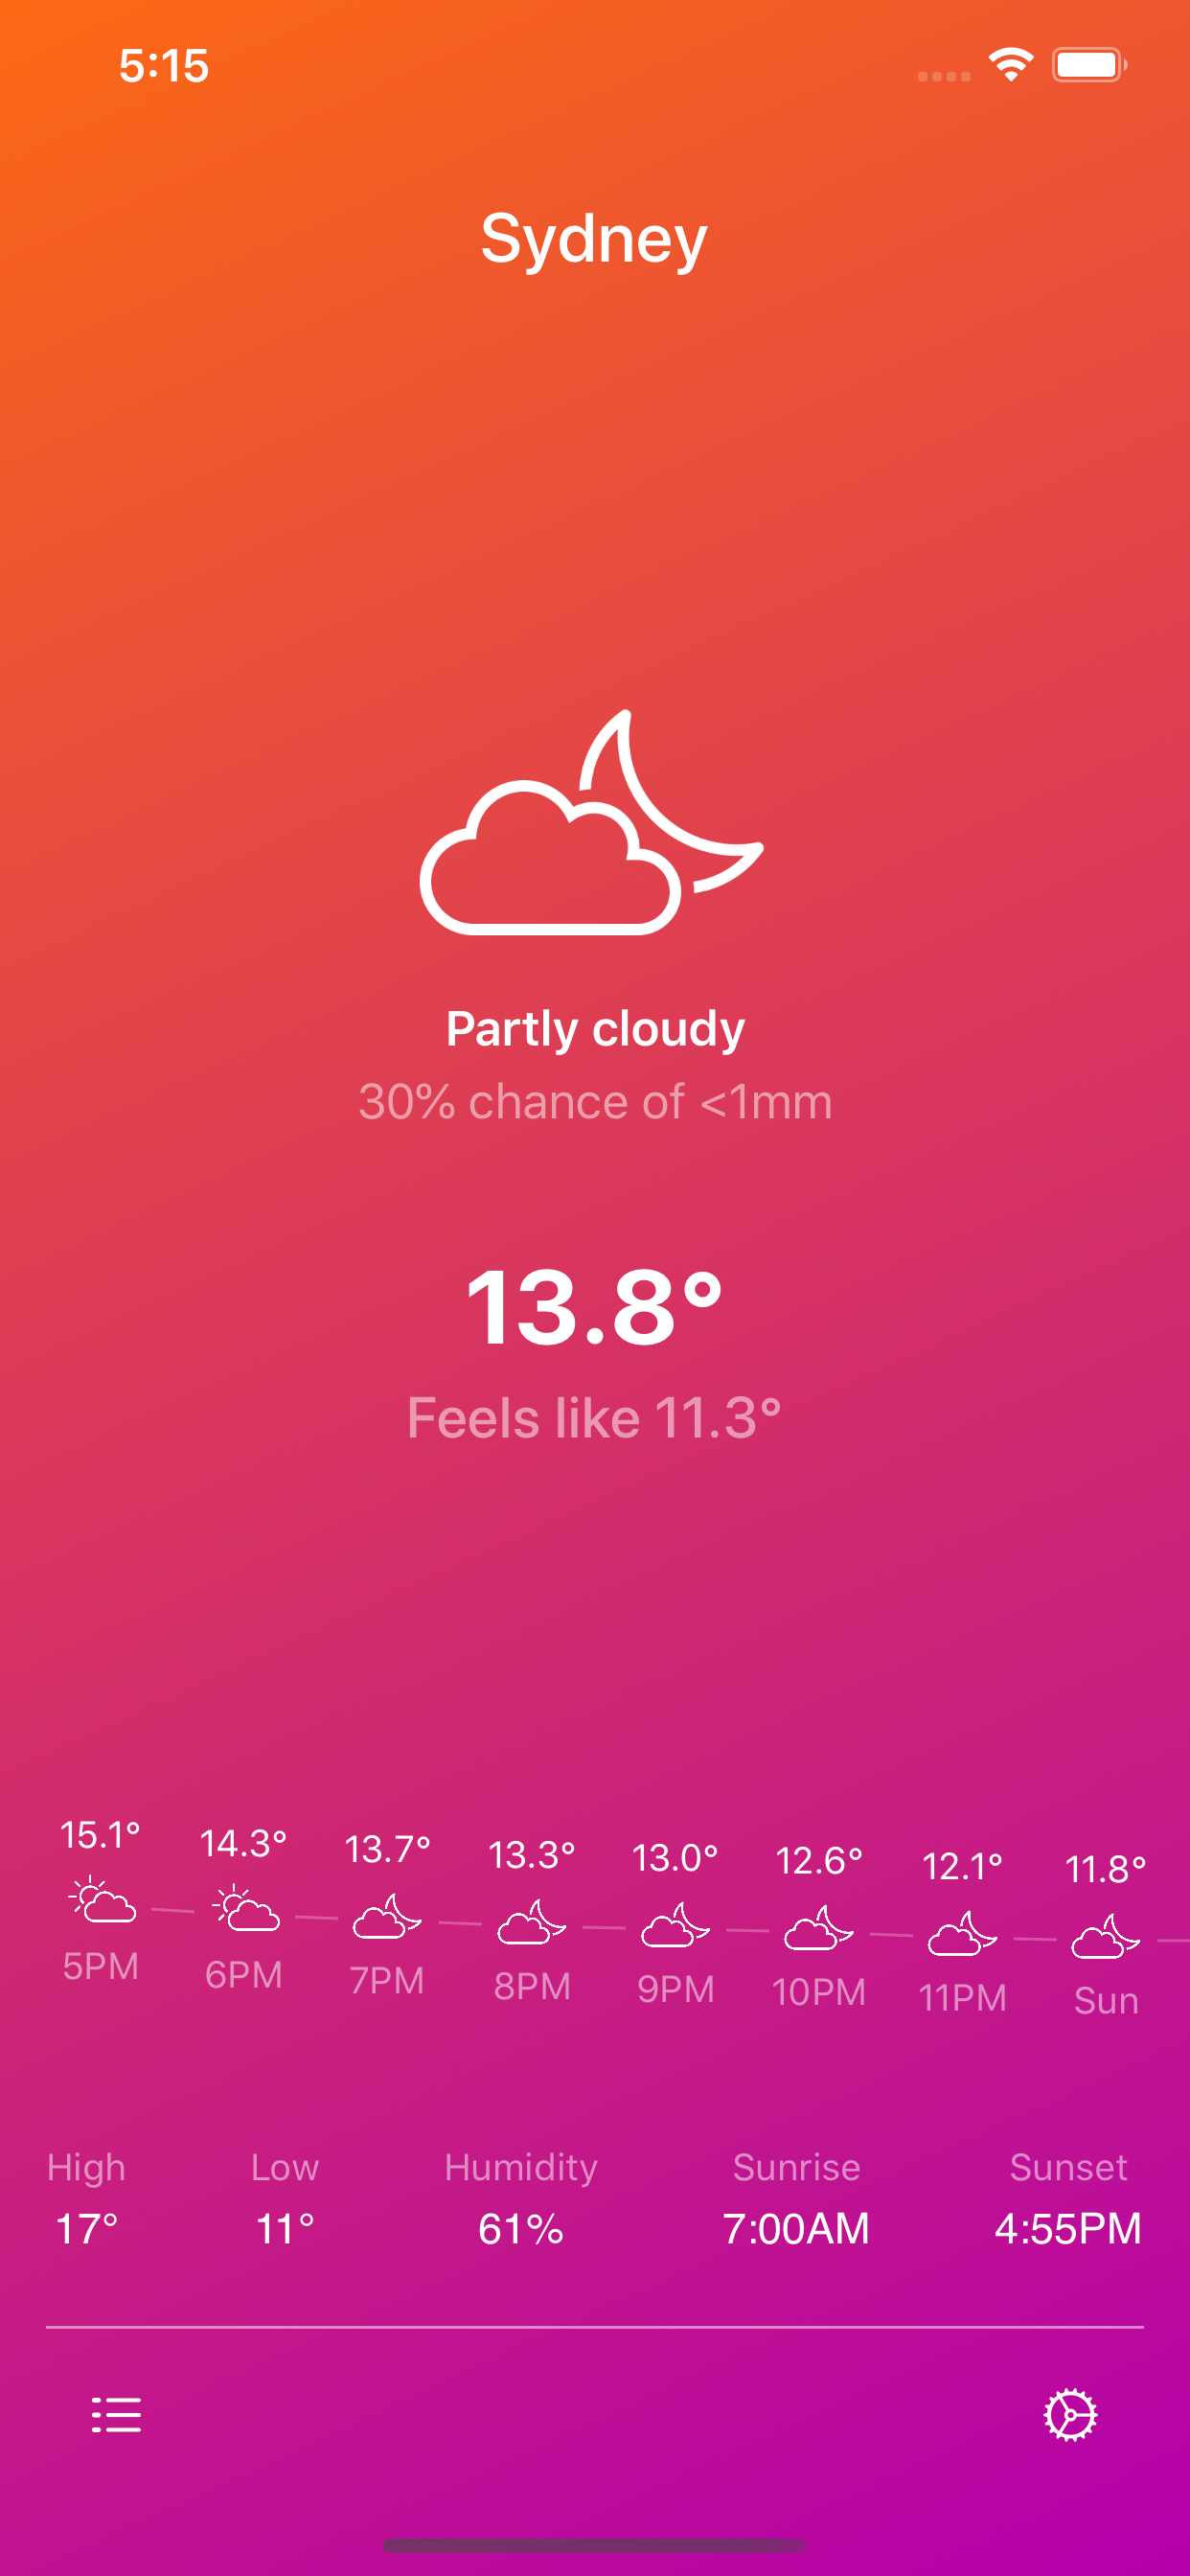 5:15
Sydney
Partly cloudy
30% chance of <1mm
13.8°
Feels like 11.3°
15.1° 14.3° 13.7° 13.3° 13.0° 12.6° 12.1° 11.8°
5PM 6PM 7PM 8PM 9PM 10PM 11PM Sun
High Low Humidity Sunrise Sunset
17° 11° 61% 7:00AM 4:55PM